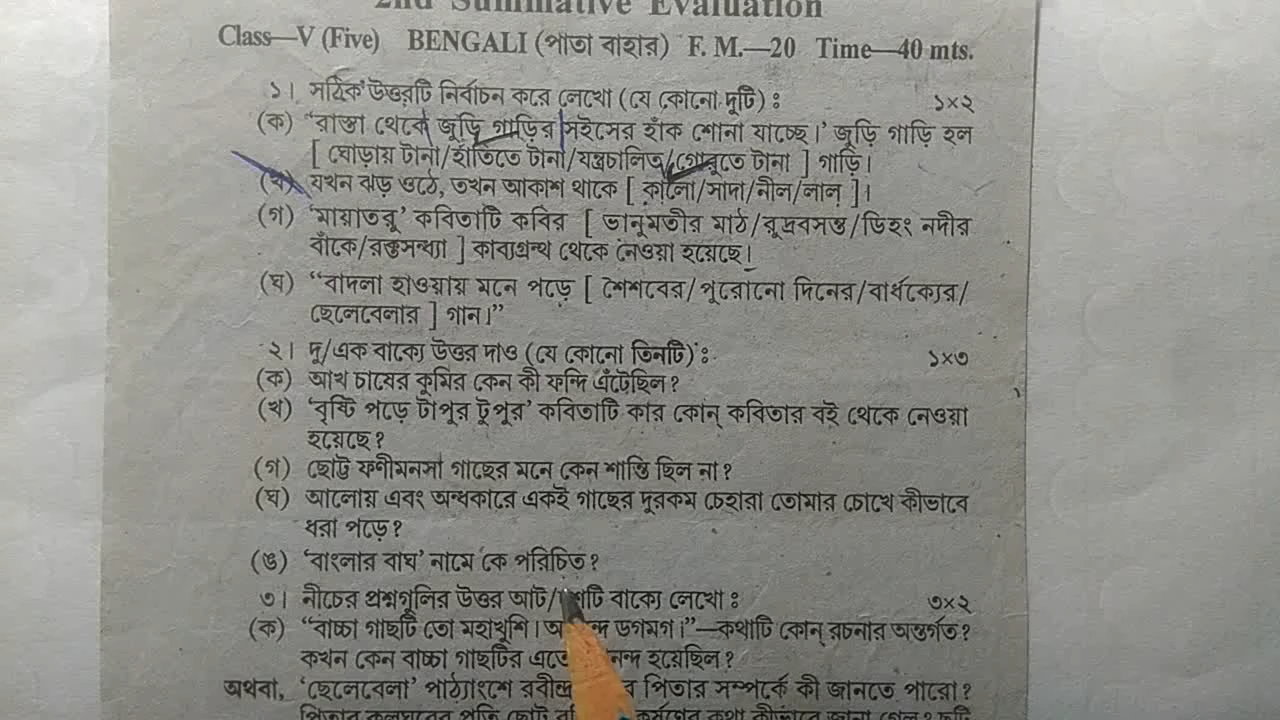 2nd Summative Evaluation
Class—V (Five) BENGALI (পাতা বাহার) F. M.—20 Time—40 mts.
১। সঠিক উত্তরটি নির্বাচন করে লেখো (যে কোনো দুটি) : ১×২
(ক) “রাস্তা থেকে জুড়ি গাড়ির সইসের হাঁক শোনা যাচ্ছে।’ জুড়ি গাড়ি হল
[ ঘোড়ায় টানা/হাতিতে টানা/যন্ত্রচালিত/গোরুতে টানা ] গাড়ি।
(খ) যখন ঝড় ওঠে, তখন আকাশ থাকে [ কালো/সাদা/নীল/লাল ]।
(গ) ‘মায়াতরু’ কবিতাটি কবির [ ভানুমতীর মাঠ/রুদ্রবসন্ত/ডিহং নদীর
বাঁকে/রক্তসন্ধ্যা ] কাব্যগ্রন্থ থেকে নেওয়া হয়েছে।
(ঘ) “বাদলা হাওয়ায় মনে পড়ে [ শৈশবের/পুরোনো দিনের/বার্ধক্যের/
ছেলেবেলার ] গান।”
২। দু/এক বাক্যে উত্তর দাও (যে কোনো তিনটি) : ১×৩
(ক) আখ চাষের কুমির কেন কী ফন্দি এঁটেছিল?
(খ) ‘বৃষ্টি পড়ে টাপুর টুপুর’ কবিতাটি কার কোন্ কবিতার বই থেকে নেওয়া
হয়েছে?
(গ) ছোট্ট ফণীমনসা গাছের মনে কেন শান্তি ছিল না?
(ঘ) আলোয় এবং অন্ধকারে একই গাছের দুরকম চেহারা তোমার চোখে কীভাবে
ধরা পড়ে?
(ঙ) ‘বাংলার বাঘ’ নামে কে পরিচিত?
৩। নীচের প্রশ্নগুলির উত্তর আট/ বাক্যে লেখো : ৩×২
(ক) “বাচ্চা গাছটি তো মহাখুশি। ডগমগ।”—কথাটি কোন্ রচনার অন্তর্গত?
কখন কেন বাচ্চা গাছটির হয়েছিল?
অথবা, ‘ছেলেবেলা’ পাঠ্যাংশে পিতার সম্পর্কে কী জানতে পারো?